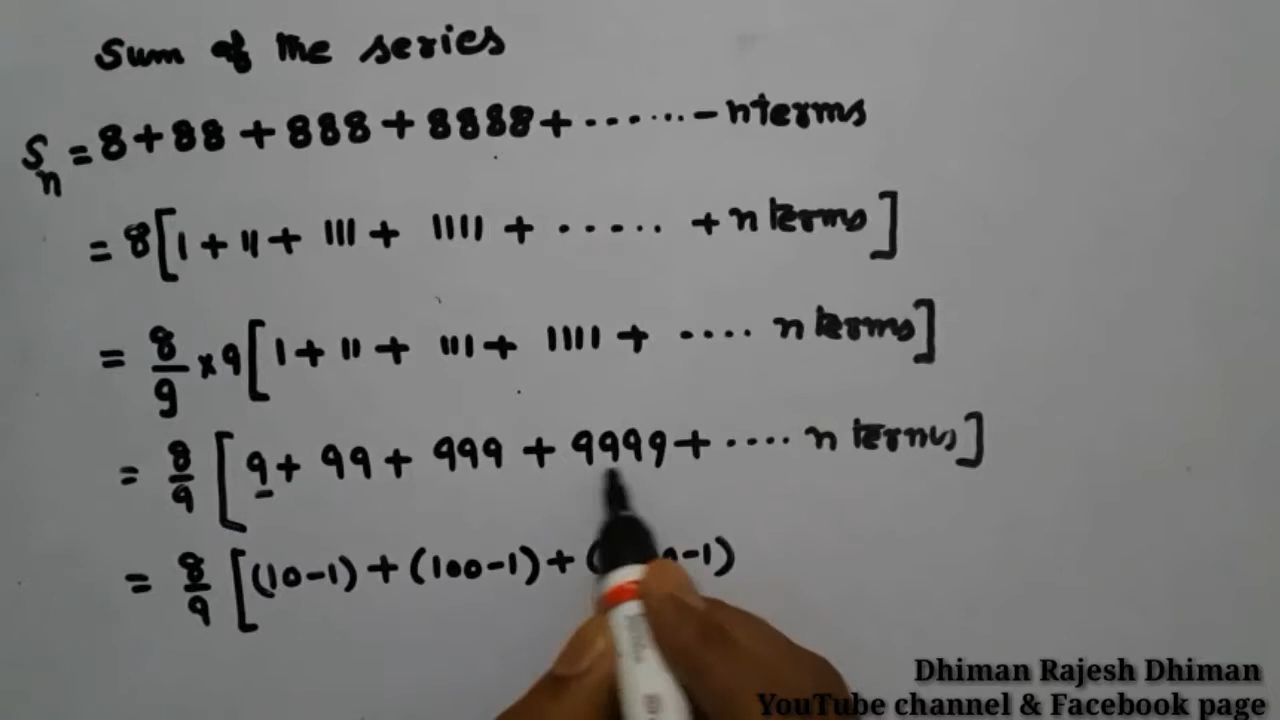 Sum of the series
Sn = 8 + 88 + 888 + 8888 + ...... - n terms
= 8[1 + 11 + 111 + 1111 + ...... + n terms]
= 8/9 × 9[1 + 11 + 111 + 1111 + .... n terms]
= 8/9 [9 + 99 + 999 + 9999 + .... n terms]
= 8/9 [(10-1) + (100-1) + ( -1)
Dhiman Rajesh Dhiman
YouTube channel & Facebook page